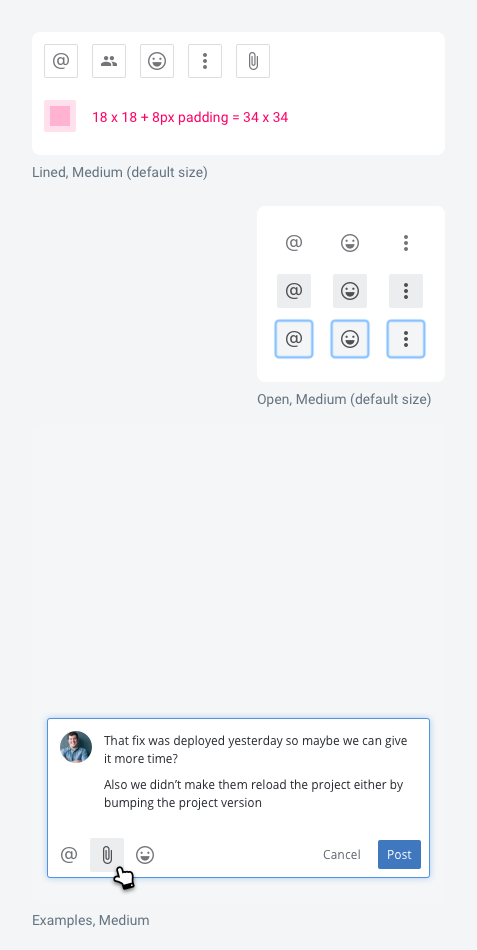 18 x 18 + 8px padding = 34 x 34
Lined, Medium (default size)
Open, Medium (default size)
That fix was deployed yesterday so maybe we can give
it more time?
Also we didn’t make them reload the project either by
bumping the project version
Cancel
Post
Examples, Medium